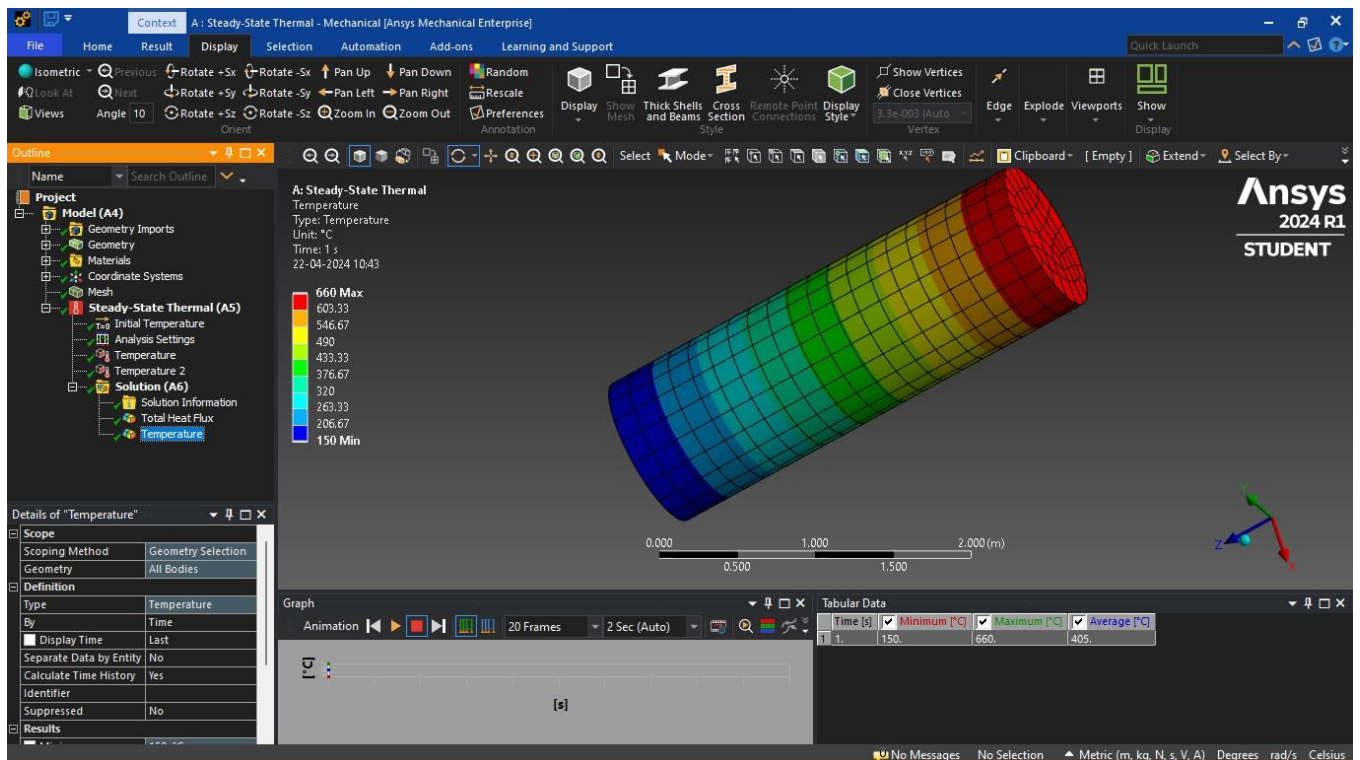 Context A : Steady-State Thermal - Mechanical [Ansys Mechanical Enterprise]
File Home Result Display Selection Automation Add-ons Learning and Support Quick Launch
Isometric Previous Rotate +Sx Rotate -Sx Pan Up Pan Down Random Show Vertices
Look At Next Rotate +Sy Rotate -Sy Pan Left Pan Right Rescale Close Vertices
Views Angle 10 Rotate +Sz Rotate -Sz Zoom In Zoom Out Preferences 3.3e-003 (Auto
Display Show Mesh Thick Shells and Beams Cross Section Remote Point Connections Display Style Edge Explode Viewports Show
Orient Annotation Style Vertex Display
Outline
Select Mode Clipboard [ Empty ] Extend Select By
Name Search Outline
Project
Model (A4)
Geometry Imports
Geometry
Materials
Coordinate Systems
Mesh
Steady-State Thermal (A5)
T=0 Initial Temperature
Analysis Settings
Temperature
Temperature 2
Solution (A6)
Solution Information
Total Heat Flux
Temperature
A: Steady-State Thermal
Temperature
Type: Temperature
Unit: °C
Time: 1 s
22-04-2024 10:43
660 Max
603.33
546.67
490
433.33
376.67
320
263.33
206.67
150 Min
Ansys
2024 R1
STUDENT
0.000 1.000 2.000 (m)
0.500 1.500
Y
Z
X
Details of "Temperature"
Scope
Scoping Method Geometry Selection
Geometry All Bodies
Definition
Type Temperature
By Time
Display Time Last
Separate Data by Entity No
Calculate Time History Yes
Identifier
Suppressed No
Results
Graph
Animation 20 Frames 2 Sec (Auto)
[°C]
[s]
Tabular Data
Time [s] Minimum [°C] Maximum [°C] Average [°C]
1 1. 150. 660. 405.
No Messages No Selection Metric (m, kg, N, s, V, A) Degrees rad/s Celsius